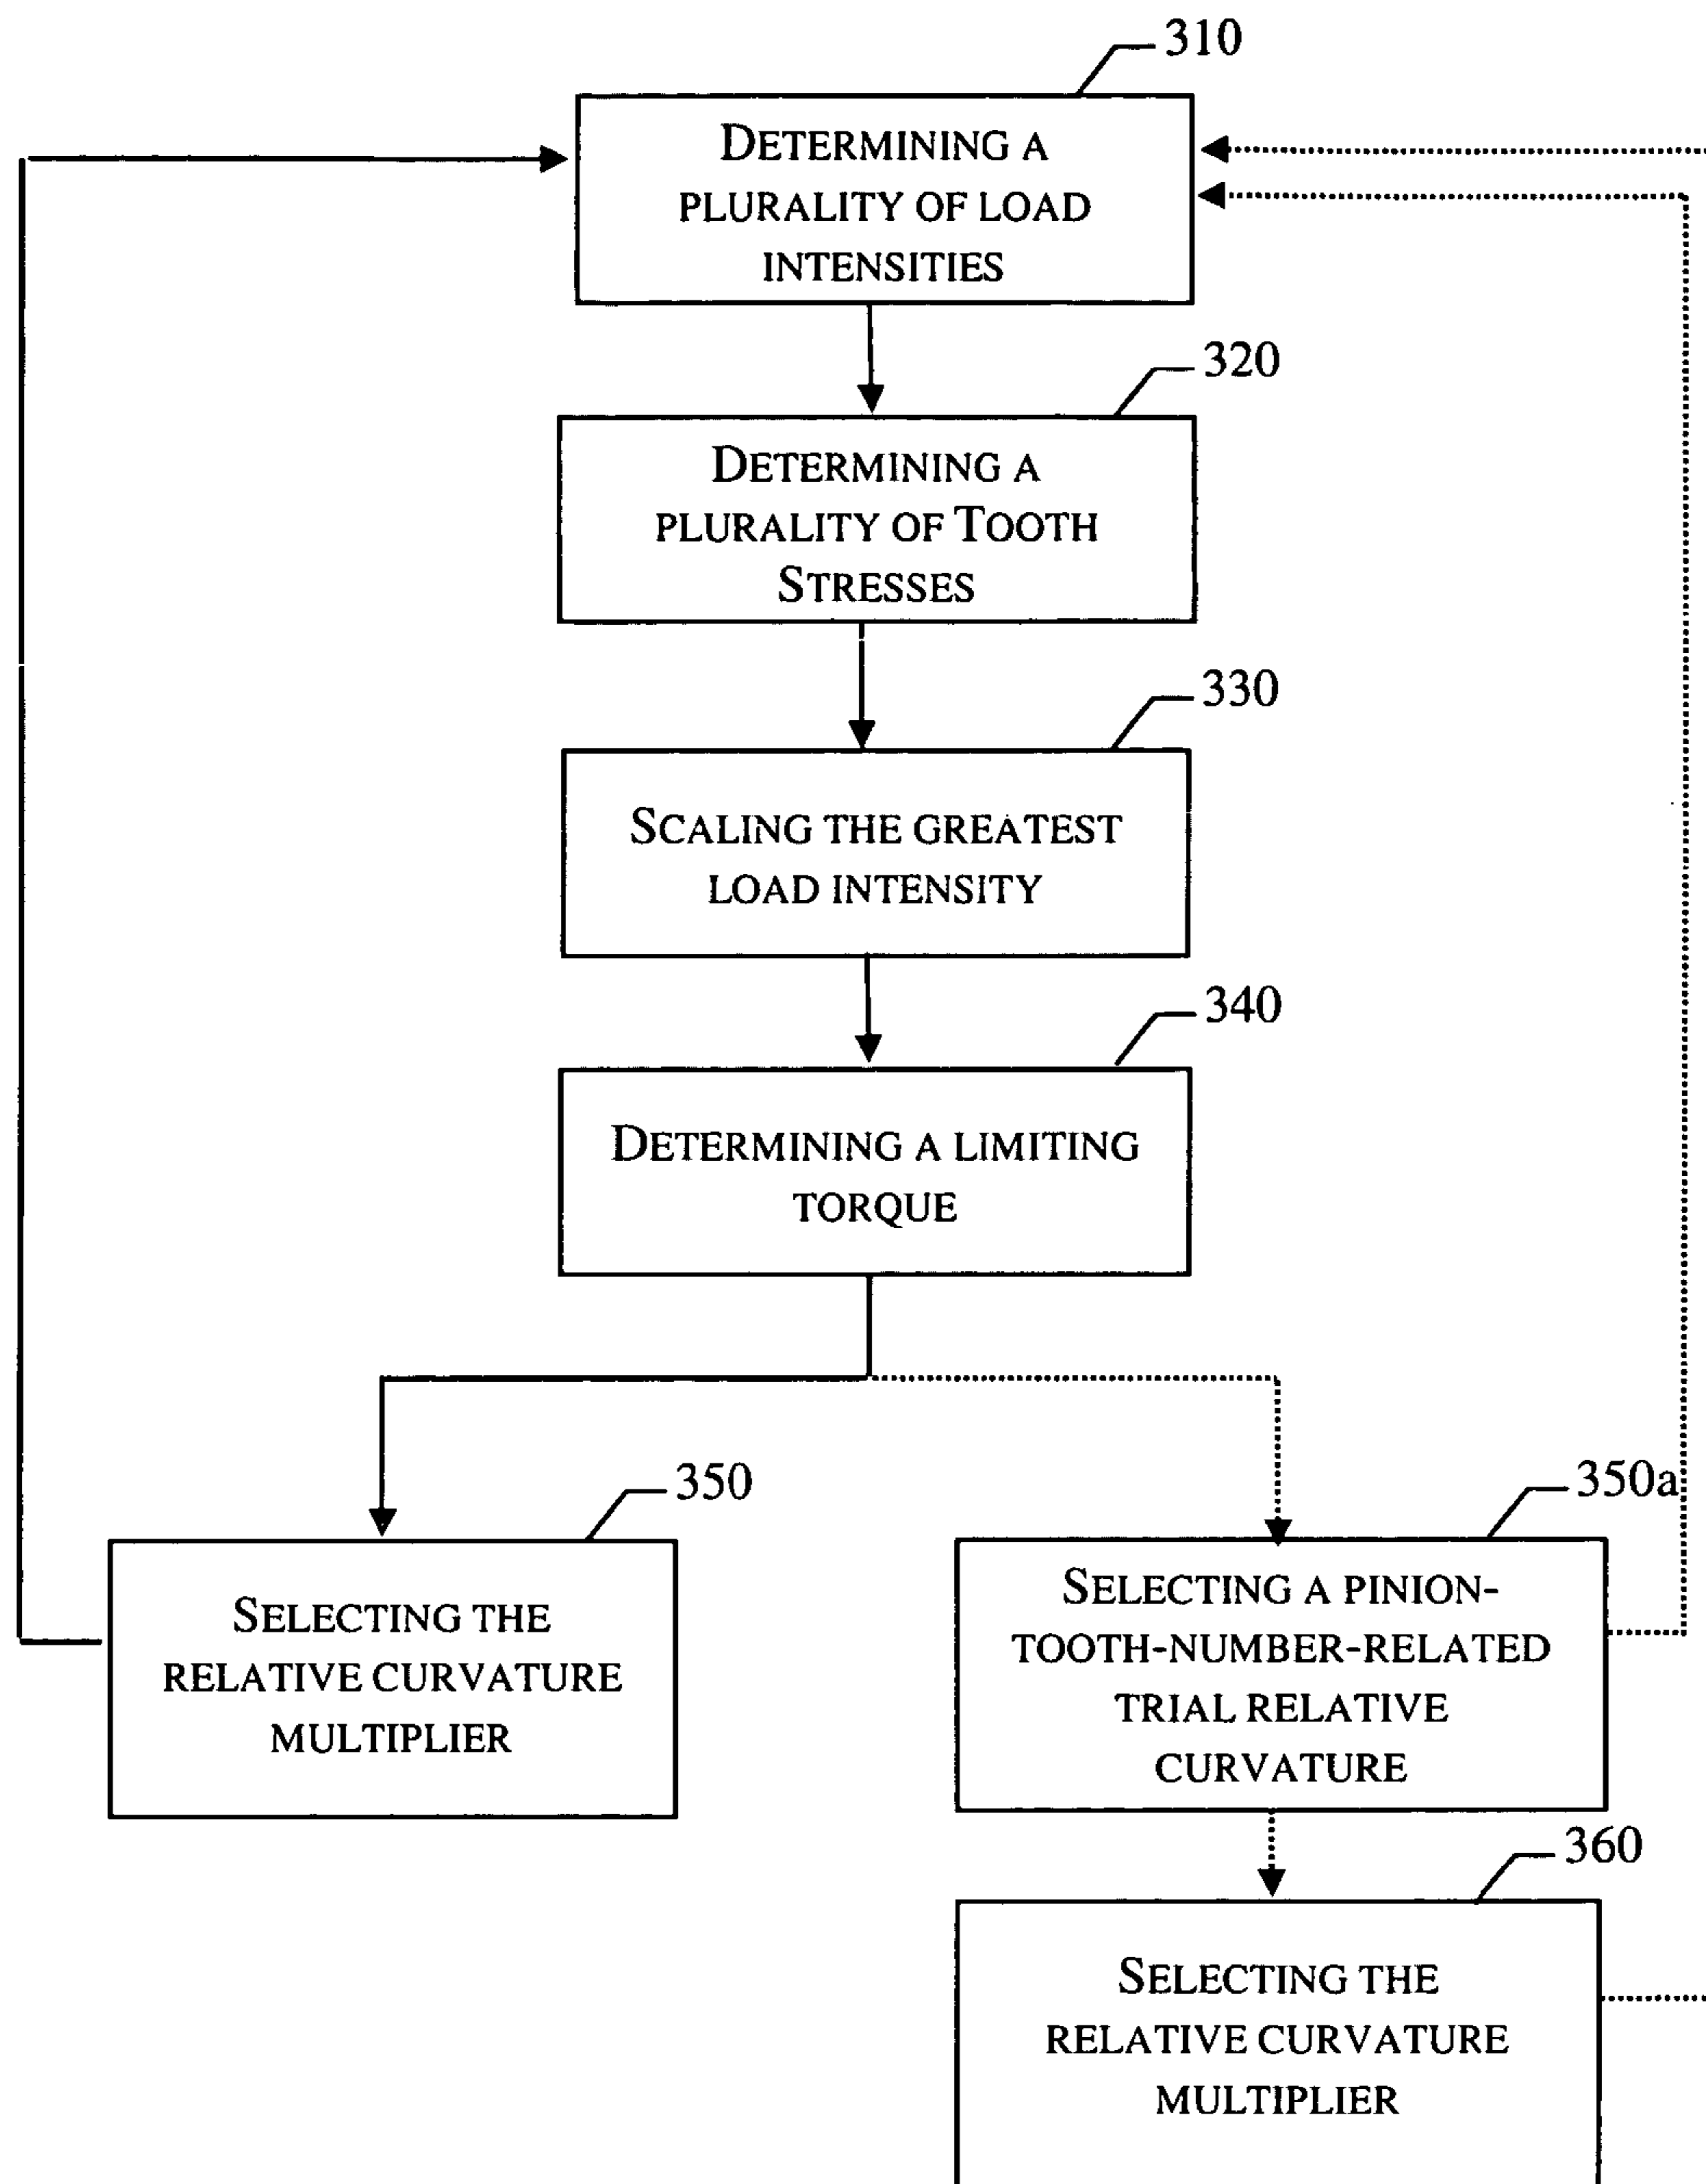 310
DETERMINING A
PLURALITY OF LOAD
INTENSITIES
320
DETERMINING A
PLURALITY OF TOOTH
STRESSES
330
SCALING THE GREATEST
LOAD INTENSITY
340
DETERMINING A LIMITING
TORQUE
350
SELECTING THE
RELATIVE CURVATURE
MULTIPLIER
350a
SELECTING A PINION-
TOOTH-NUMBER-RELATED
TRIAL RELATIVE
CURVATURE
360
SELECTING THE
RELATIVE CURVATURE
MULTIPLIER